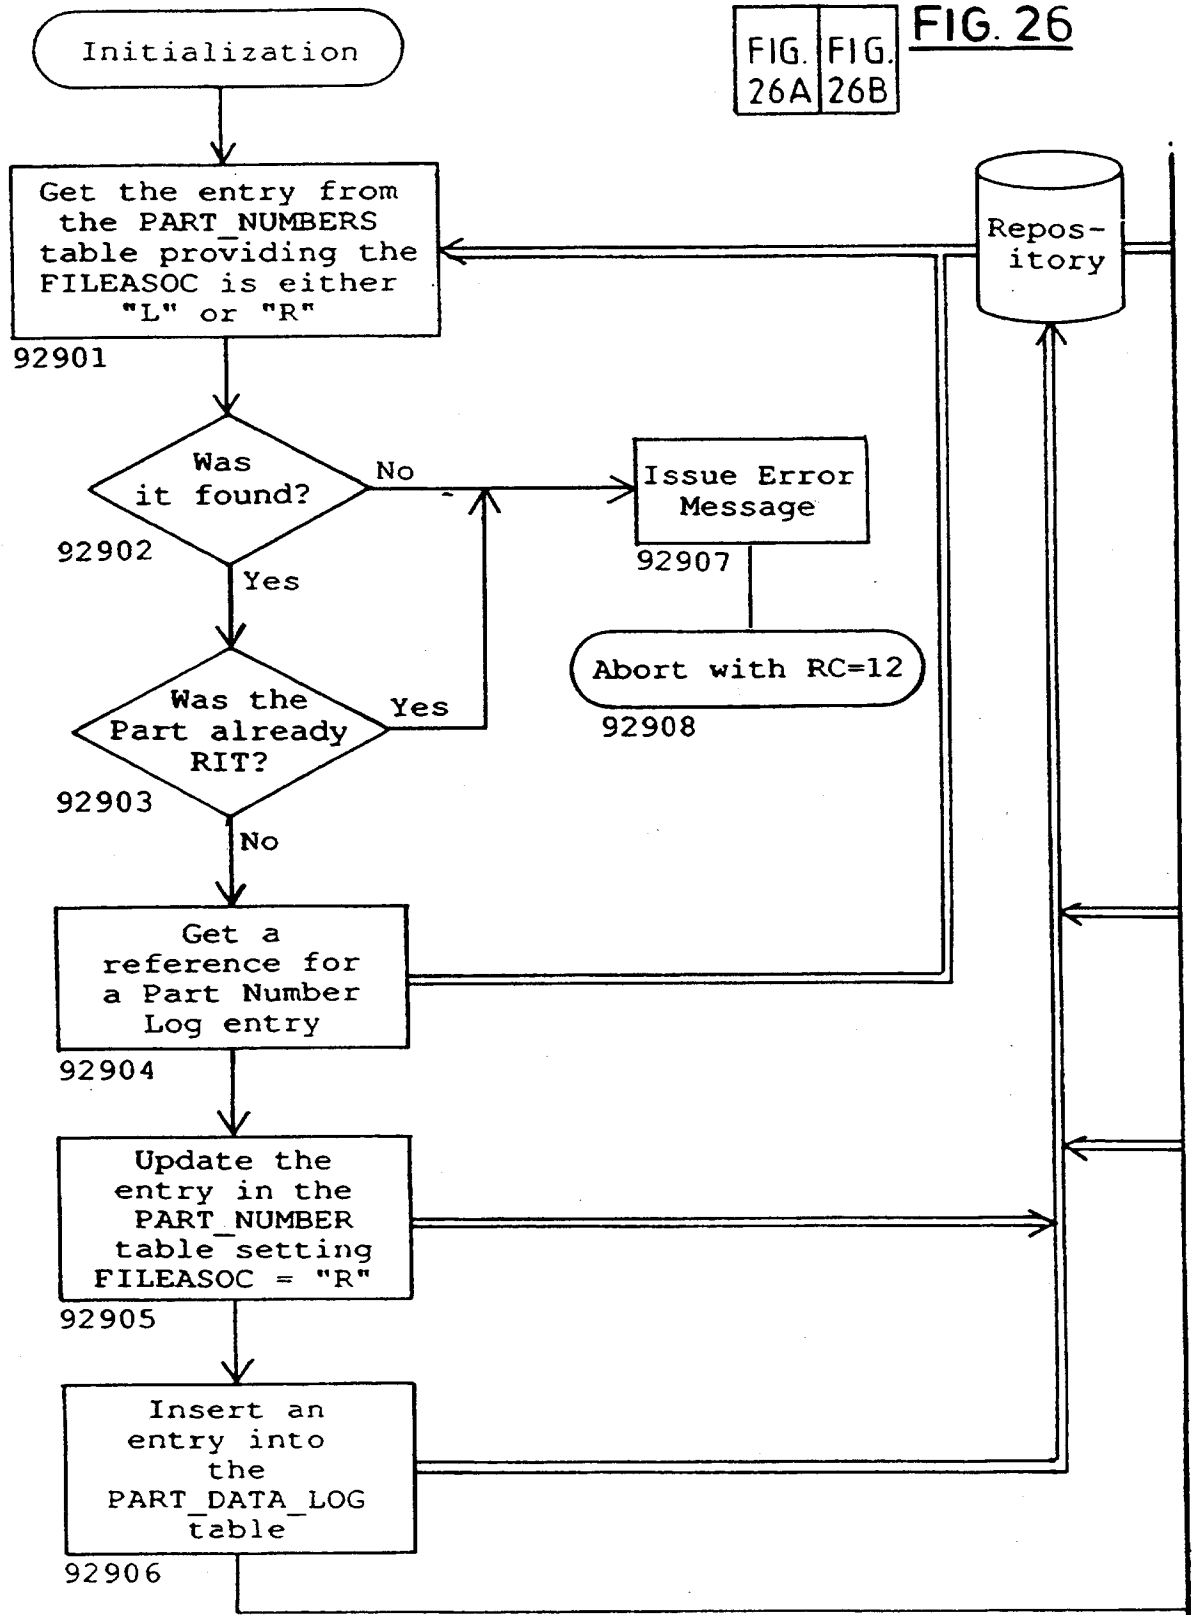 FIG. 26
FIG. 26A
FIG. 26B
Initialization
Get the entry from
the PART_NUMBERS
table providing the
FILEASOC is either
"L" or "R"
92901
Repos-
itory
Was
it found?
No
92902
Yes
Issue Error
Message
92907
Abort with RC=12
92908
Was the
Part already
RIT?
Yes
92903
No
Get a
reference for
a Part Number
Log entry
92904
Update the
entry in the
PART_NUMBER
table setting
FILEASOC = "R"
92905
Insert an
entry into
the
PART_DATA_LOG
table
92906